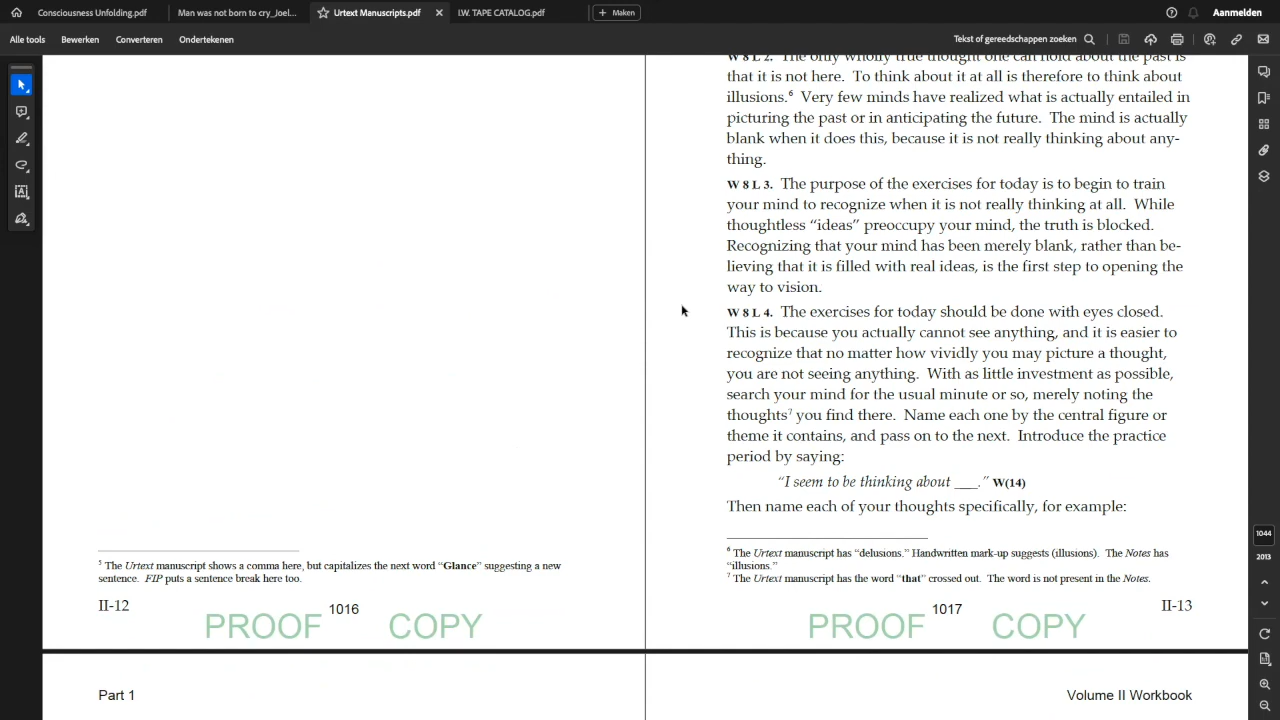 Consciousness Unfolding.pdf
Man was not born to cry_Joel...
Urtext Manuscripts.pdf
I.W. TAPE CATALOG.pdf
Maken
Aanmelden
Alle tools
Bewerken
Converteren
Ondertekenen
Tekst of gereedschappen zoeken
W 8 L 2. The only wholly true thought one can hold about the past is
that it is not here. To think about it at all is therefore to think about
illusions.6 Very few minds have realized what is actually entailed in
picturing the past or in anticipating the future. The mind is actually
blank when it does this, because it is not really thinking about any-
thing.
W 8 L 3. The purpose of the exercises for today is to begin to train
your mind to recognize when it is not really thinking at all. While
thoughtless “ideas” preoccupy your mind, the truth is blocked.
Recognizing that your mind has been merely blank, rather than be-
lieving that it is filled with real ideas, is the first step to opening the
way to vision.
W 8 L 4. The exercises for today should be done with eyes closed.
This is because you actually cannot see anything, and it is easier to
recognize that no matter how vividly you may picture a thought,
you are not seeing anything. With as little investment as possible,
search your mind for the usual minute or so, merely noting the
thoughts7 you find there. Name each one by the central figure or
theme it contains, and pass on to the next. Introduce the practice
period by saying:
“I seem to be thinking about ___.” W(14)
Then name each of your thoughts specifically, for example:
5 The Urtext manuscript shows a comma here, but capitalizes the next word “Glance” suggesting a new
sentence. FIP puts a sentence break here too.
II-12
1016
PROOF COPY
6 The Urtext manuscript has “delusions.” Handwritten mark-up suggests (illusions). The Notes has
“illusions.”
7 The Urtext manuscript has the word “that” crossed out. The word is not present in the Notes.
1017
II-13
PROOF COPY
1044
2013
Part 1
Volume II Workbook